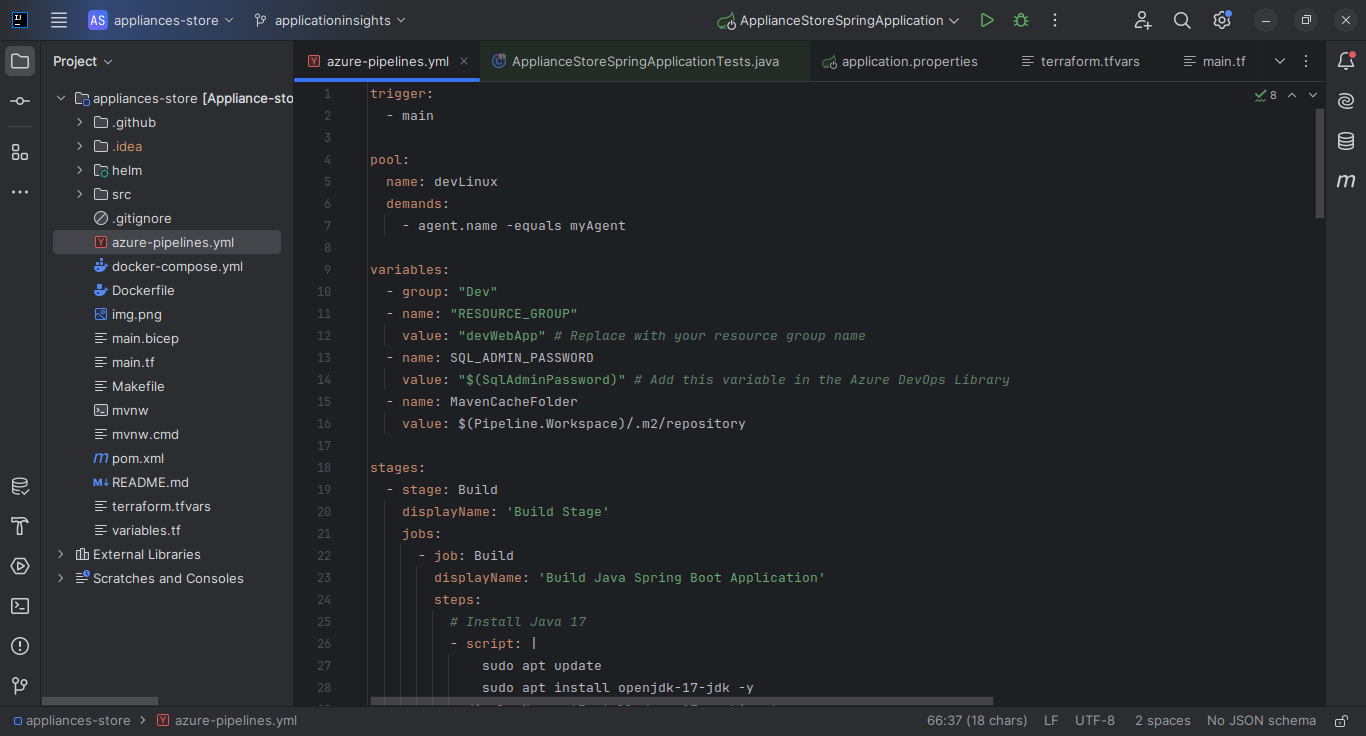 AS appliances-store applicationinsights ApplianceStoreSpringApplication
Project
azure-pipelines.yml ApplianceStoreSpringApplicationTests.java application.properties terraform.tfvars main.tf
appliances-store [Appliance-sto
.github
.idea
helm
src
.gitignore
azure-pipelines.yml
docker-compose.yml
Dockerfile
img.png
main.bicep
main.tf
Makefile
mvnw
mvnw.cmd
pom.xml
README.md
terraform.tfvars
variables.tf
External Libraries
Scratches and Consoles
8
1 trigger:
2 - main
3
4 pool:
5 name: devLinux
6 demands:
7 - agent.name -equals myAgent
8
9 variables:
10 - group: "Dev"
11 - name: "RESOURCE_GROUP"
12 value: "devWebApp" # Replace with your resource group name
13 - name: SQL_ADMIN_PASSWORD
14 value: "$(SqlAdminPassword)" # Add this variable in the Azure DevOps Library
15 - name: MavenCacheFolder
16 value: $(Pipeline.Workspace)/.m2/repository
17
18 stages:
19 - stage: Build
20 displayName: 'Build Stage'
21 jobs:
22 - job: Build
23 displayName: 'Build Java Spring Boot Application'
24 steps:
25 # Install Java 17
26 - script: |
27 sudo apt update
28 sudo apt install openjdk-17-jdk -y
appliances-store azure-pipelines.yml
66:37 (18 chars) LF UTF-8 2 spaces No JSON schema